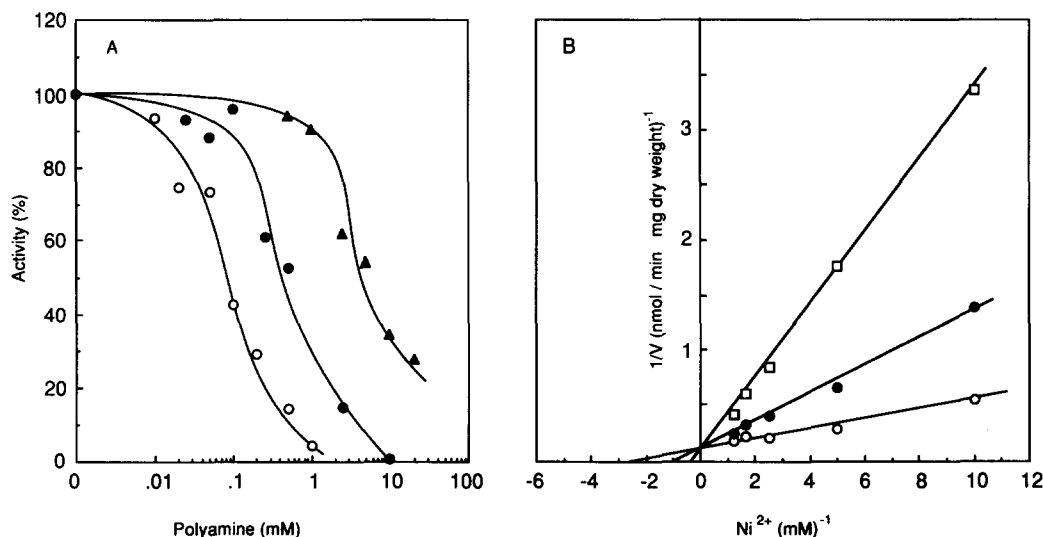 A
120
100
80
60
40
20
0
Activity (%)
0 .01 .1 1 10 100
Polyamine (mM)
B
3
2
1
1/V (nmol / min mg dry weight)⁻¹
-6 -4 -2 0 2 4 6 8 10 12
Ni²⁺ (mM)⁻¹